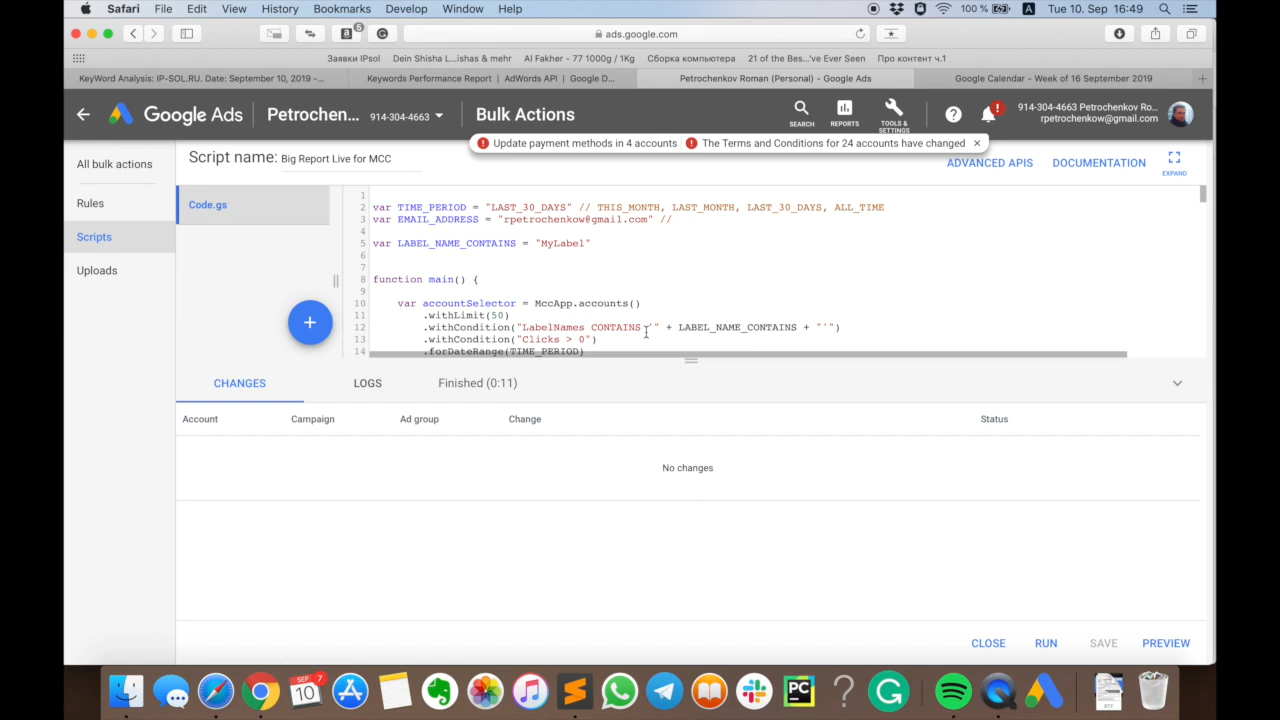 Safari File Edit View History Bookmarks Develop Window Help 100 % A Tue 10. Sep 16:49
6 ads.google.com
Заявки IPsol Dein Shisha L...ishas & mehr Al Fakher - 77 1000g / 1Kg Сборка компьютера 21 of the Bes...'ve Ever Seen Про контент ч.1
KeyWord Analysis: IP-SOL.RU. Date: September 10, 2019 -... Keywords Performance Report | AdWords API | Google D... Petrochenkov Roman (Personal) - Google Ads Google Calendar - Week of 16 September 2019
Google Ads Petrochen... 914-304-4663 Bulk Actions SEARCH REPORTS TOOLS & SETTINGS ? ! 914-304-4663 Petrochenkov Ro...
rpetrochenkow@gmail.com
Update payment methods in 4 accounts The Terms and Conditions for 24 accounts have changed
All bulk actions
Rules
Scripts
Uploads
Script name: Big Report Live for MCC
ADVANCED APIS DOCUMENTATION EXPAND
Code.gs
1
2 var TIME_PERIOD = "LAST_30_DAYS" // THIS_MONTH, LAST_MONTH, LAST_30_DAYS, ALL_TIME
3 var EMAIL_ADDRESS = "rpetrochenkow@gmail.com" //
4
5 var LABEL_NAME_CONTAINS = "MyLabel"
6
7
8 function main() {
9
10 var accountSelector = MccApp.accounts()
11 .withLimit(50)
12 .withCondition("LabelNames CONTAINS '" + LABEL_NAME_CONTAINS + "'")
13 .withCondition("Clicks > 0")
14 .forDateRange(TIME_PERIOD)
CHANGES LOGS Finished (0:11)
Account Campaign Ad group Change Status
No changes
CLOSE RUN SAVE PREVIEW
SEP 7
10
PC
?
RTF